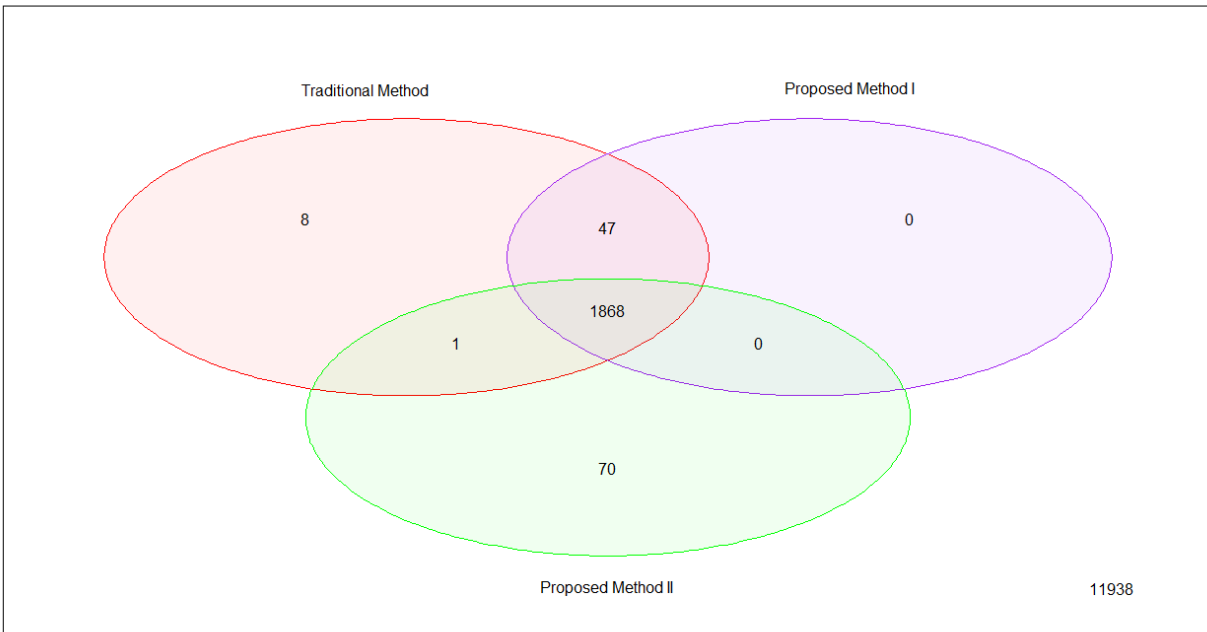 Traditional Method
Proposed Method I
8
47
0
1868
1
0
70
Proposed Method II
11938